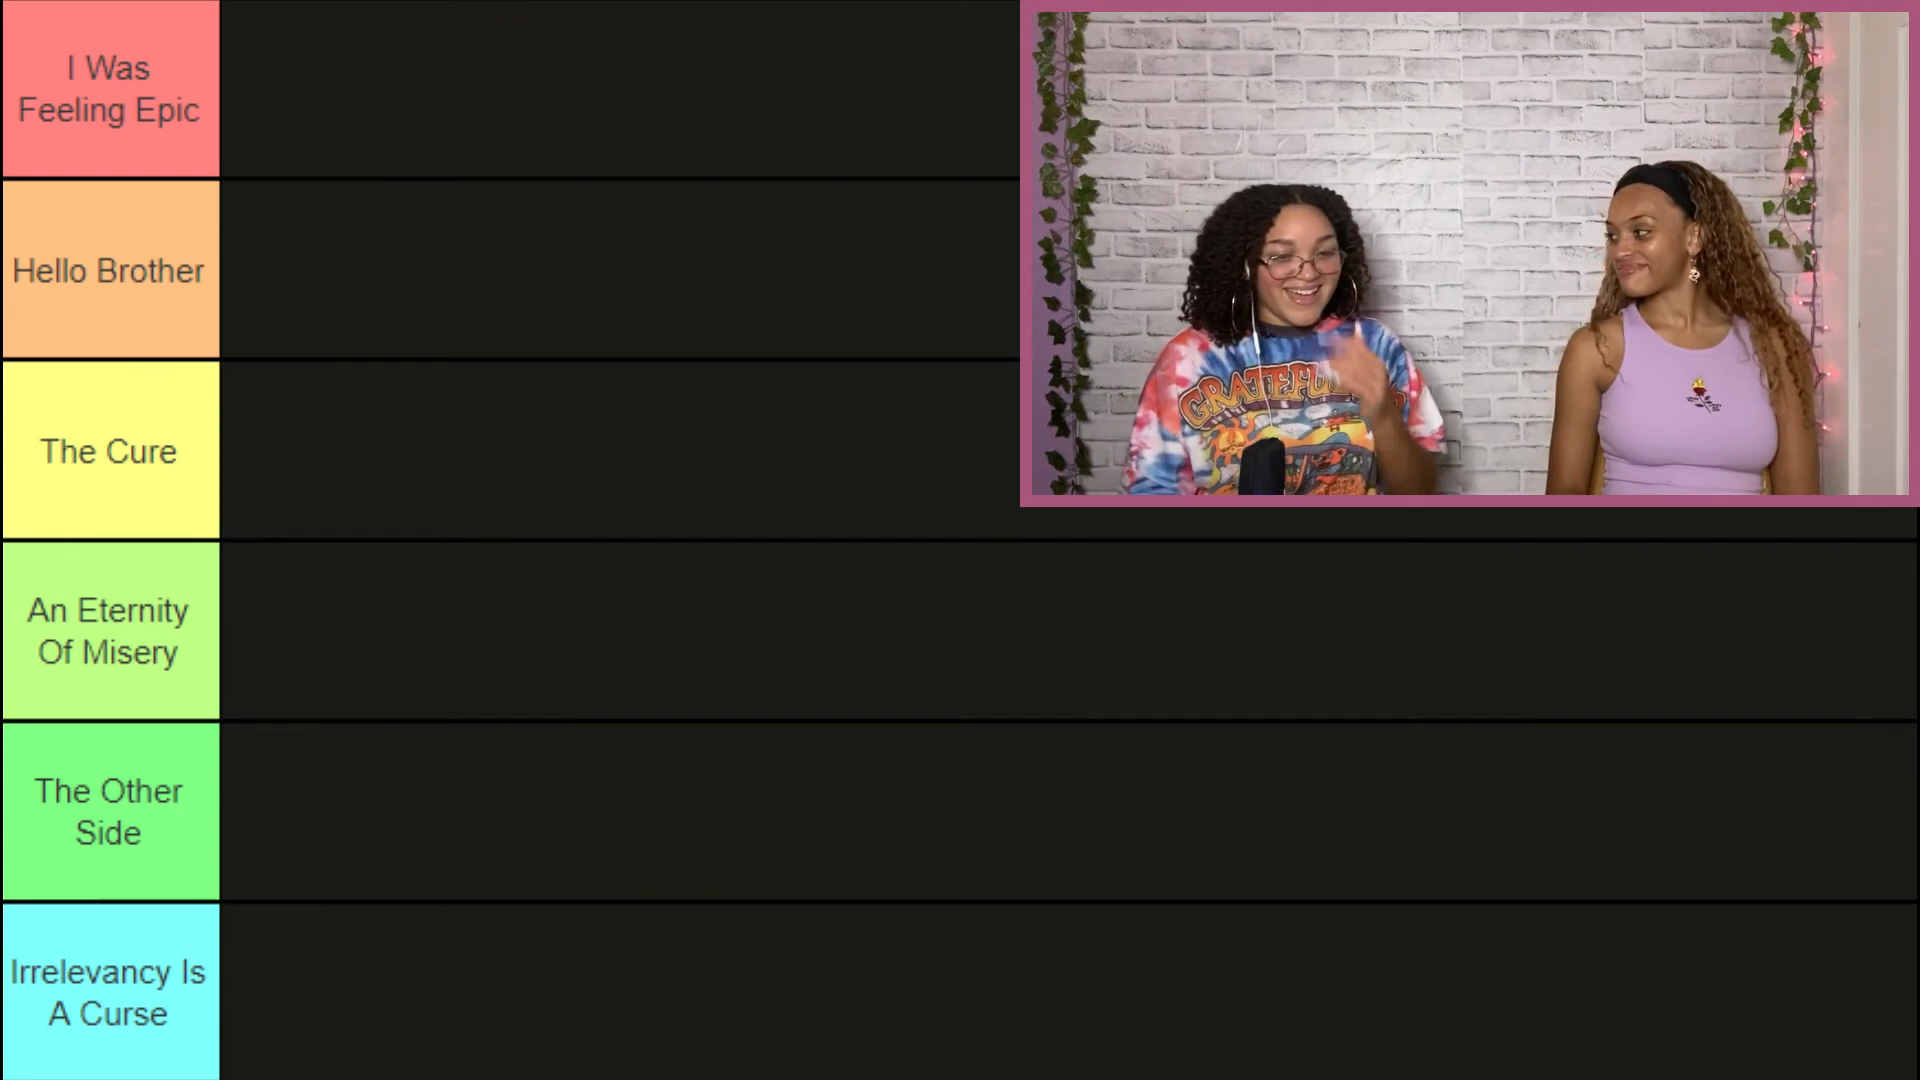 I Was
Feeling Epic
Hello Brother
The Cure
An Eternity
Of Misery
The Other
Side
Irrelevancy Is
A Curse